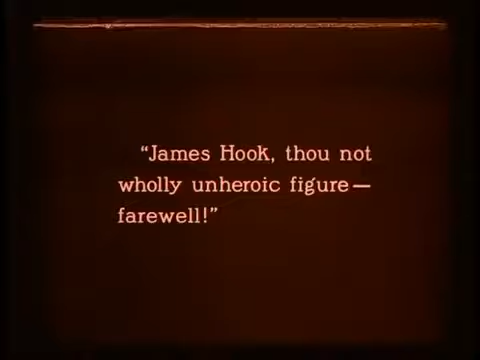 “James Hook, thou not
wholly unheroic figure—
farewell!”